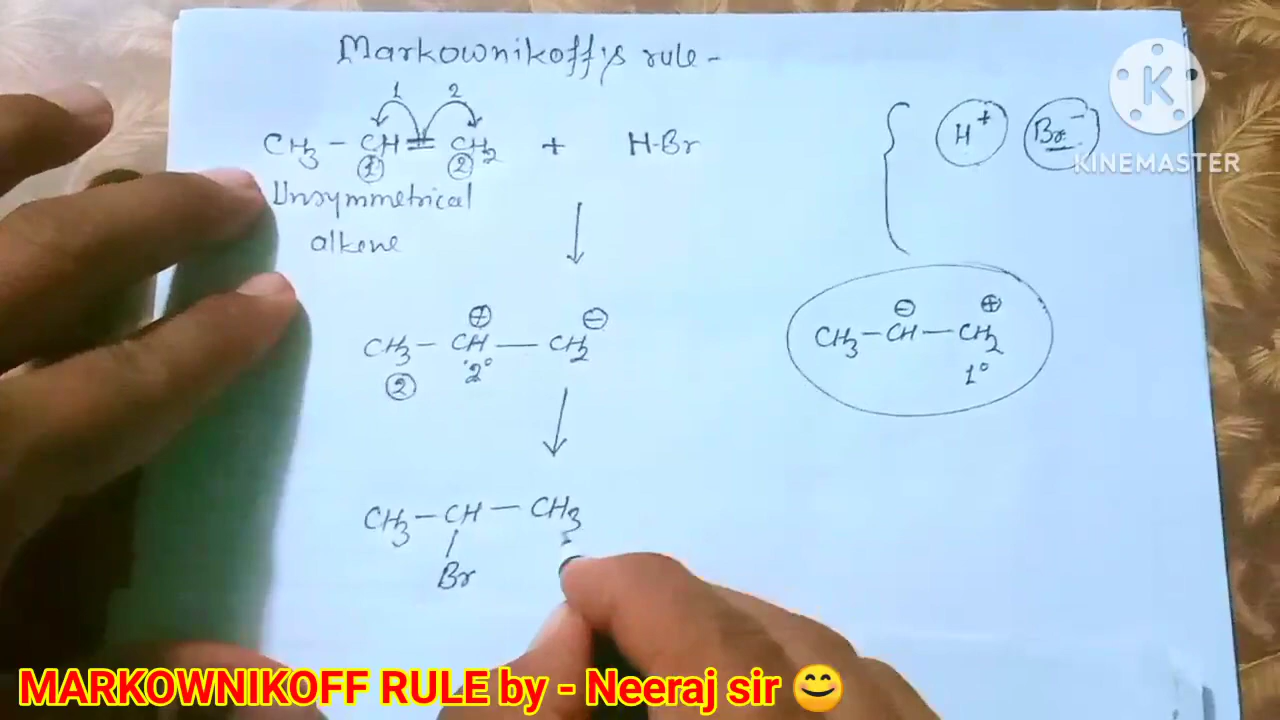 Markownikoff's rule -
1 2
CH3 - CH = CH2 + H-Br
① ②
Unsymmetrical
alkene
H+ Br-
K
KINEMASTER
⊕ ⊖
CH3 - CH — CH2
② 2°
⊖ ⊕
CH3 - CH — CH2
1°
CH3 - CH - CH3
Br
MARKOWNIKOFF RULE by - Neeraj sir 😊